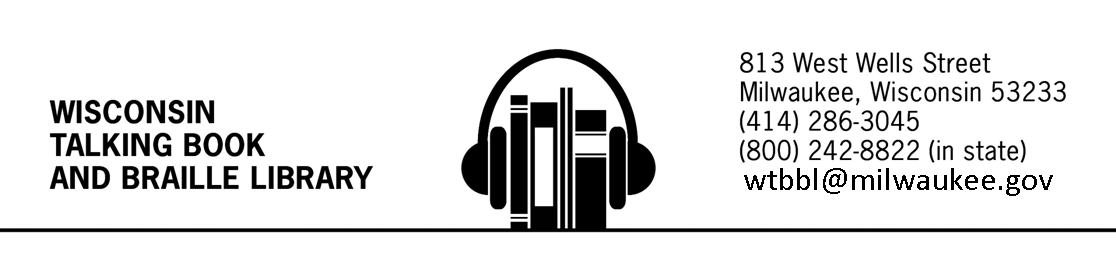 WISCONSIN
TALKING BOOK
AND BRAILLE LIBRARY
813 West Wells Street
Milwaukee, Wisconsin 53233
(414) 286-3045
(800) 242-8822 (in state)
wtbbl@milwaukee.gov